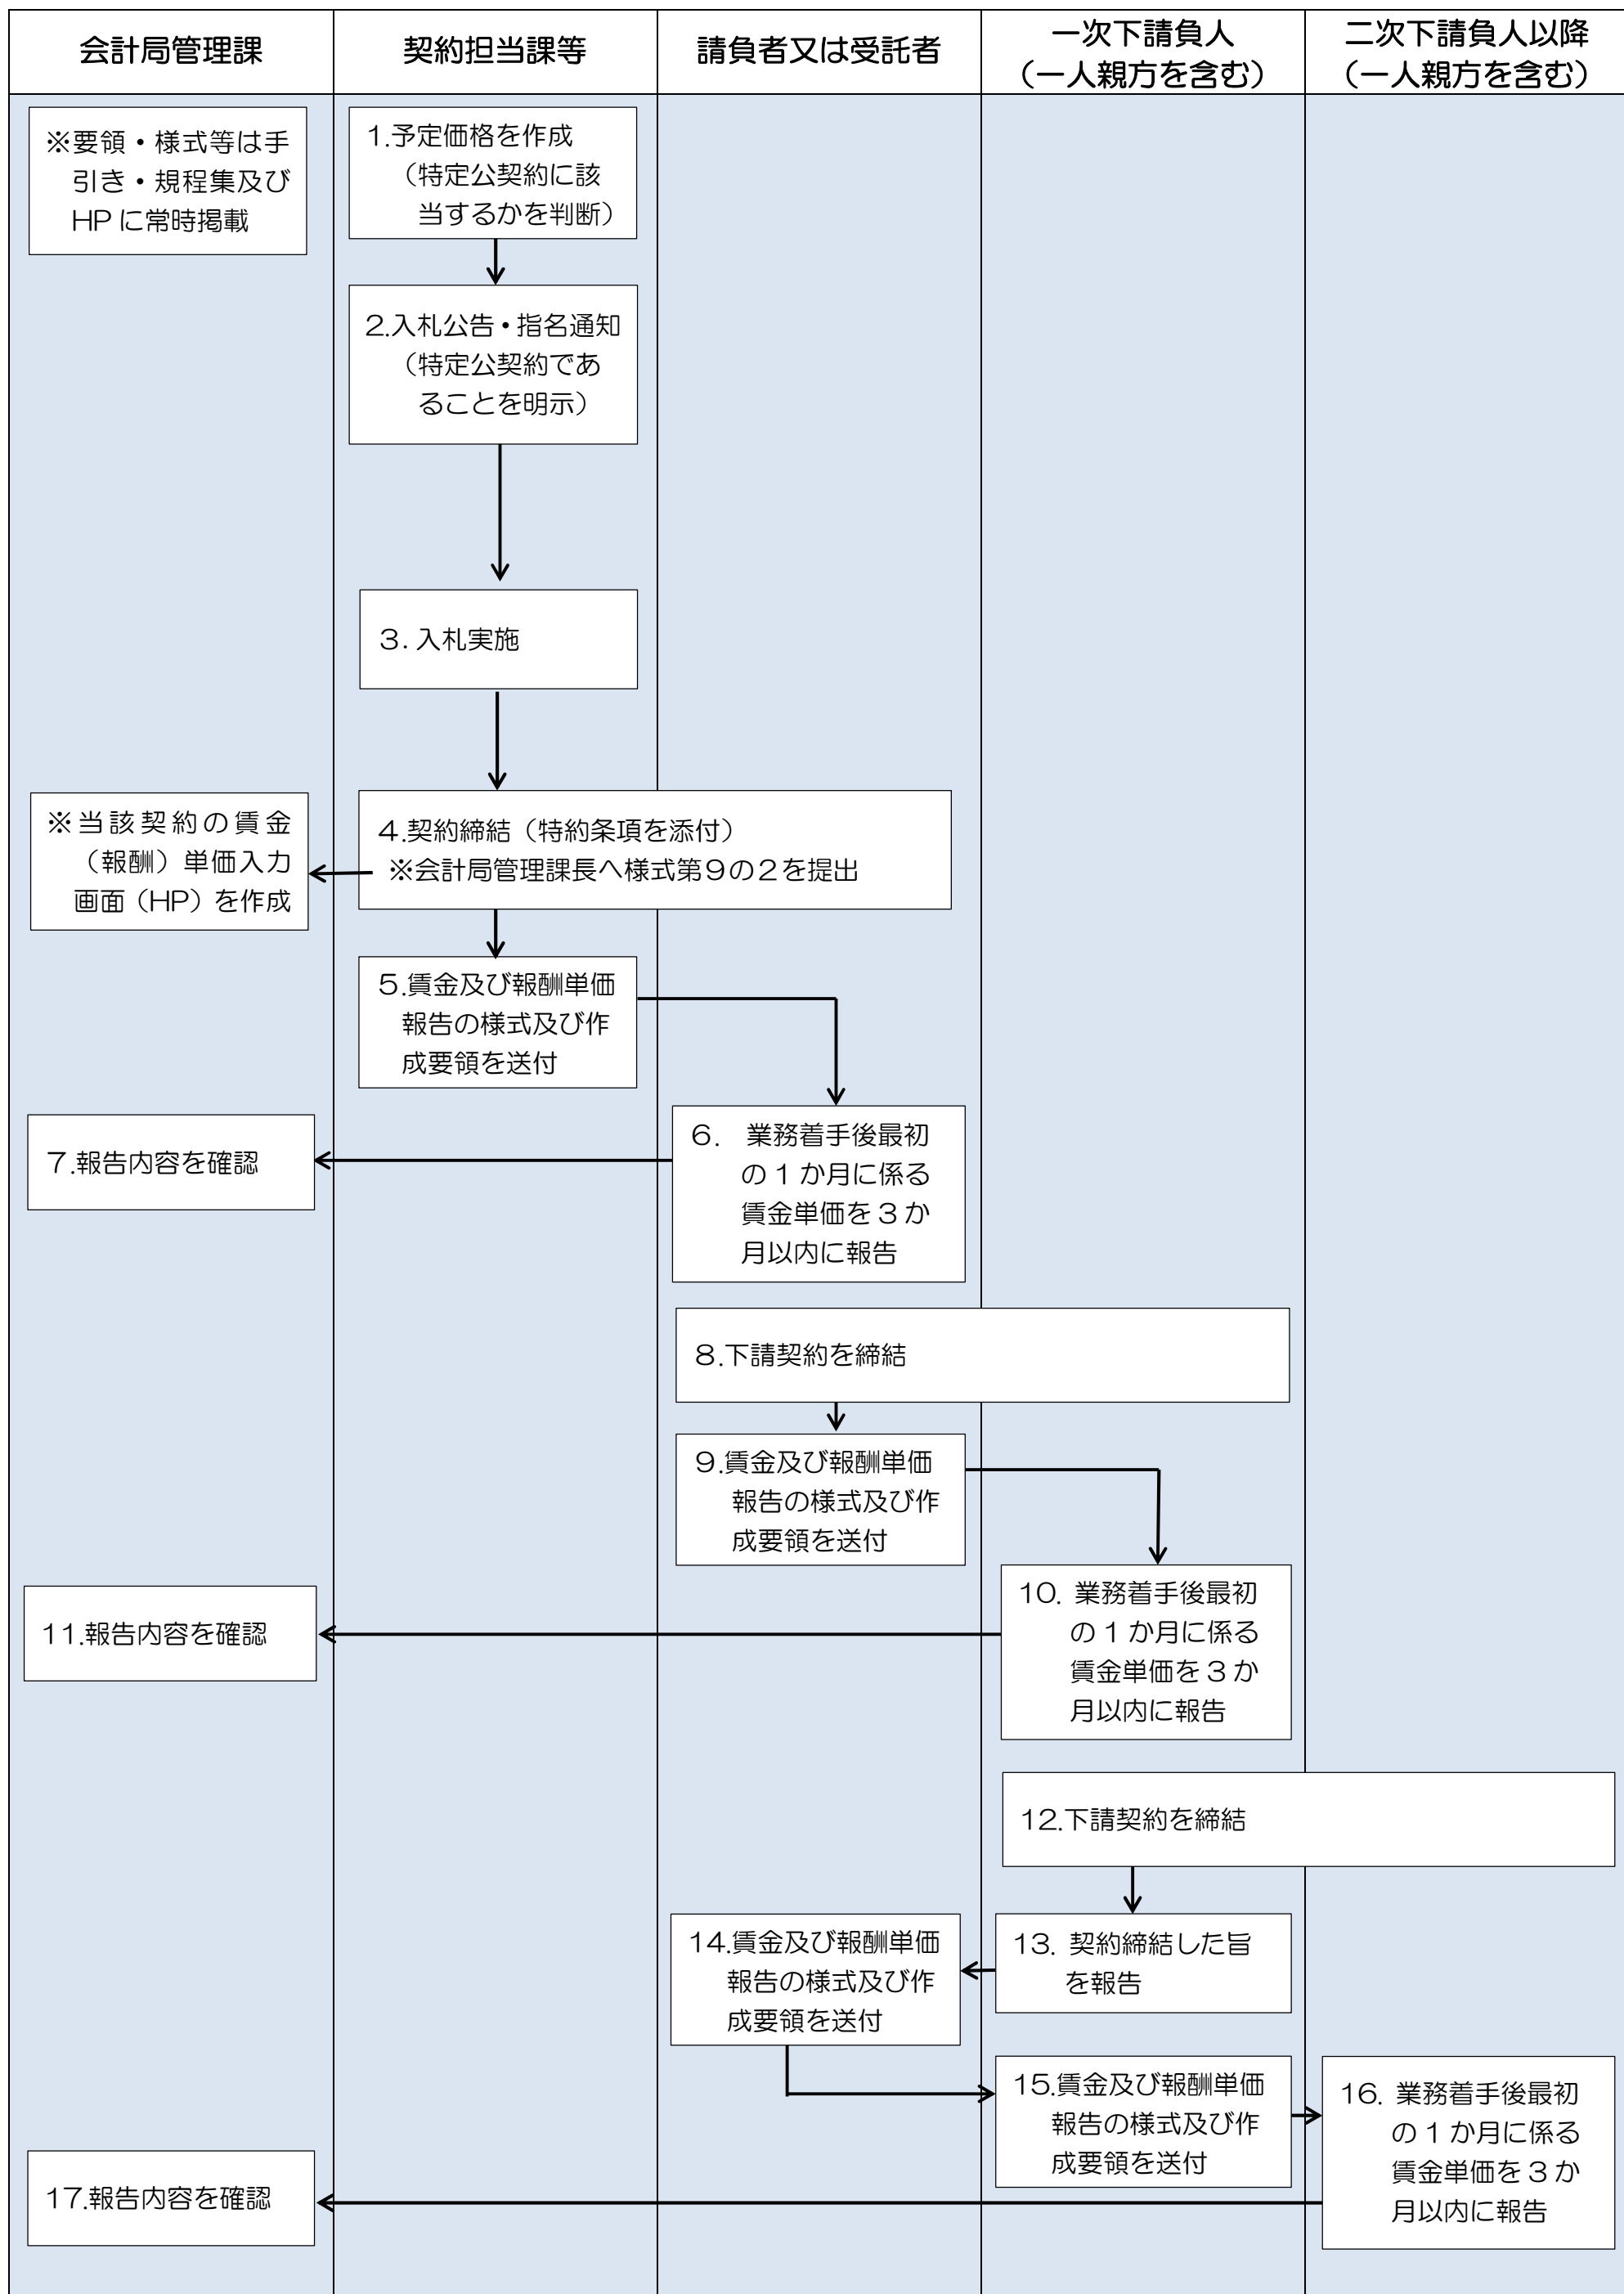 会計局管理課
契約担当課等
請負者又は受託者
一次下請負人
（一人親方を含む）
二次下請負人以降
（一人親方を含む）
※要領・様式等は手
引き・規程集及び
HPに常時掲載
1.予定価格を作成
（特定公契約に該
当するかを判断）
2.入札公告・指名通知
（特定公契約であ
ることを明示）
3．入札実施
※当該契約の賃金
（報酬）単価入力
画面（HP）を作成
4.契約締結（特約条項を添付）
※会計局管理課長へ様式第９の２を提出
5.賃金及び報酬単価
報告の様式及び作
成要領を送付
6．業務着手後最初
の１か月に係る
賃金単価を３か
月以内に報告
7.報告内容を確認
8.下請契約を締結
9.賃金及び報酬単価
報告の様式及び作
成要領を送付
10．業務着手後最初
の１か月に係る
賃金単価を３か
月以内に報告
11.報告内容を確認
12.下請契約を締結
13．契約締結した旨
を報告
14.賃金及び報酬単価
報告の様式及び作
成要領を送付
15.賃金及び報酬単価
報告の様式及び作
成要領を送付
16．業務着手後最初
の１か月に係る
賃金単価を３か
月以内に報告
17.報告内容を確認